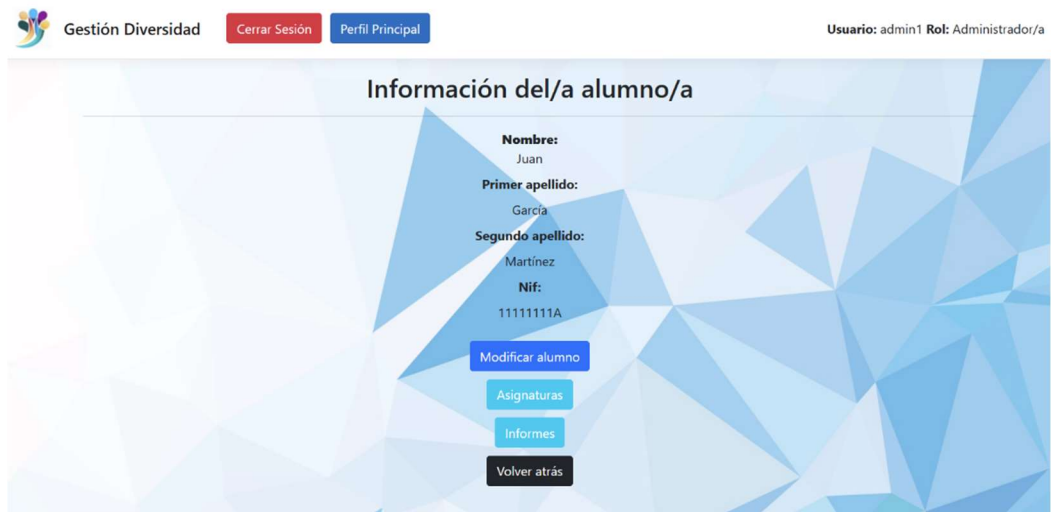 Gestión Diversidad Cerrar Sesión Perfil Principal Usuario: admin1 Rol: Administrador/a
Información del/a alumno/a
Nombre:
Juan
Primer apellido:
García
Segundo apellido:
Martínez
Nif:
11111111A
Modificar alumno
Asignaturas
Informes
Volver atrás